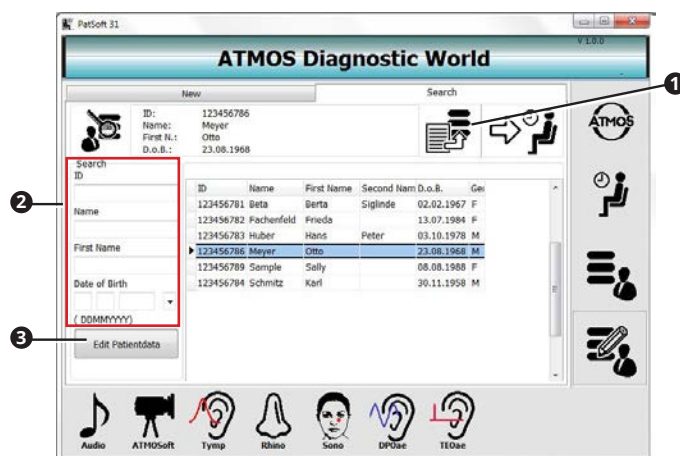 PatSoft 31
V 1.0.0
ATMOS Diagnostic World
New Search
ID: 123456786
Name: Meyer
First N.: Otto
D.o.B.: 23.08.1968
1
ATMOS
Search
ID
Name
First Name
Date of Birth
( DDMMYYYY)
2
3
Edit Patientdata
ID Name First Name Second Nam D.o.B. Ge
123456781 Beta Berta Siglinde 02.02.1967 F
123456782 Fachenfeld Frieda 13.07.1984 F
123456783 Huber Hans Peter 03.10.1978 M
123456786 Meyer Otto 23.08.1968 M
123456789 Sample Sally 08.08.1988 F
123456784 Schmitz Karl 30.11.1958 M
Audio ATMOSoft Tymp Rhino Sono DPOae TEOae